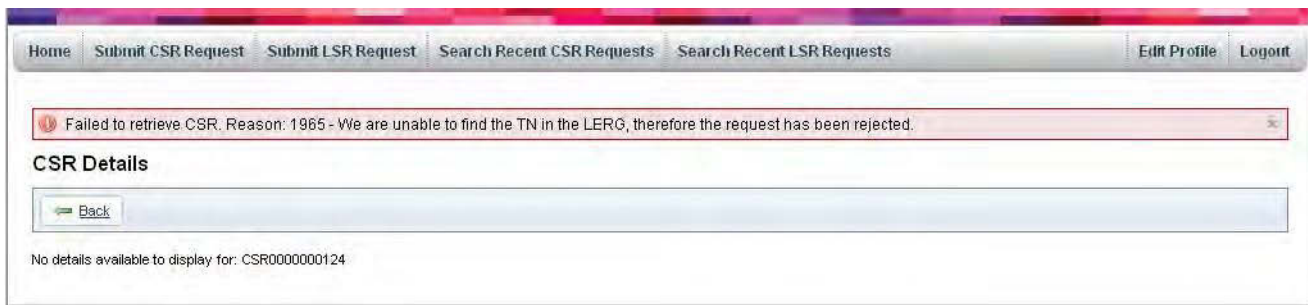 Home Submit CSR Request Submit LSR Request Search Recent CSR Requests Search Recent LSR Requests Edit Profile Logout
Failed to retrieve CSR. Reason: 1965 - We are unable to find the TN in the LERG, therefore the request has been rejected.
CSR Details
Back
No details available to display for: CSR0000000124